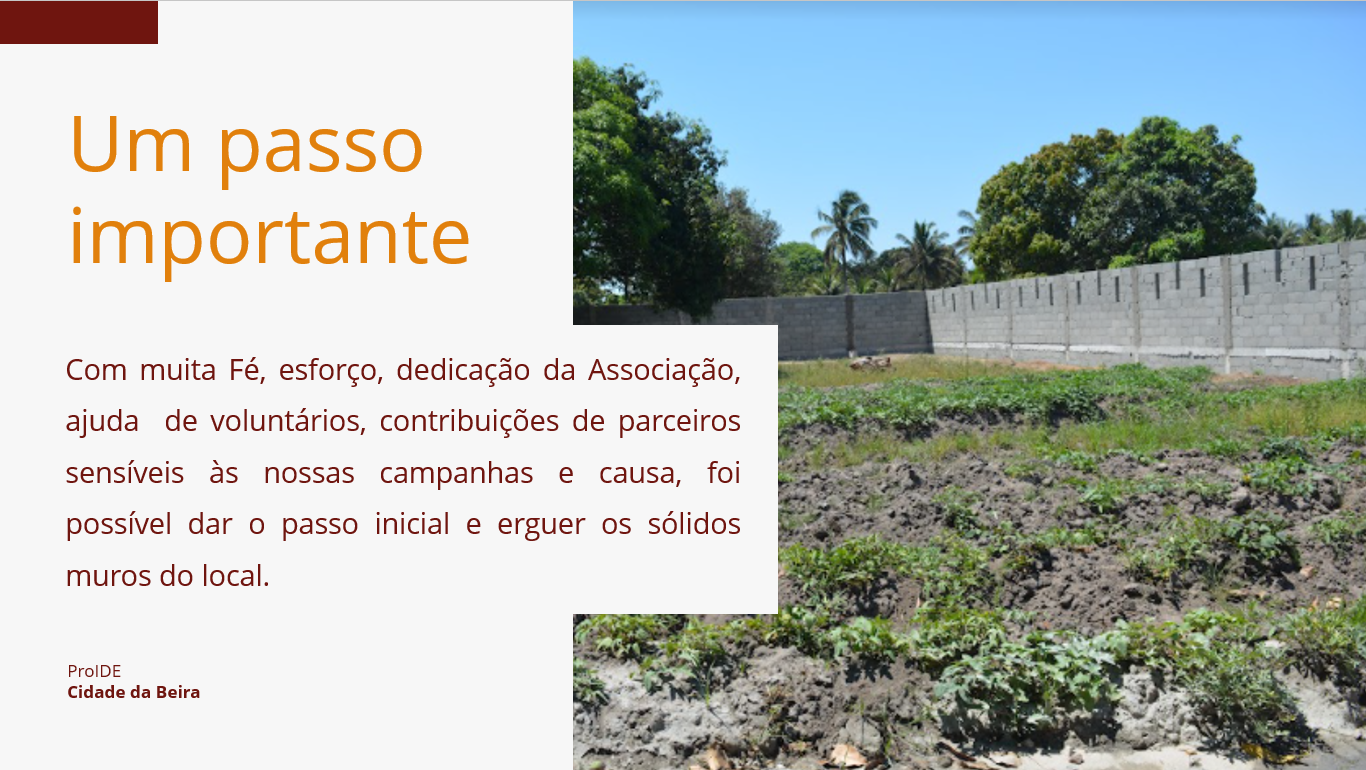 Um passo
importante
Com muita Fé, esforço, dedicação da Associação,
ajuda  de voluntários, contribuições de parceiros
sensíveis às nossas campanhas e causa, foi
possível dar o passo inicial e erguer os sólidos
muros do local.
ProIDE
Cidade da Beira